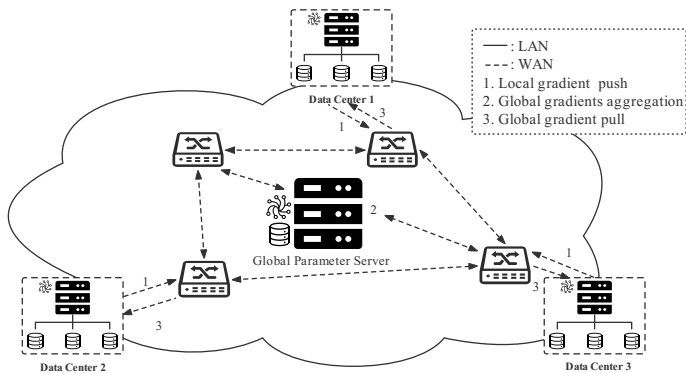 : LAN
: WAN
1. Local gradient push
2. Global gradients aggregation
3. Global gradient pull
Data Center 1
1
3
2
Global Parameter Server
1
3
1
3
Data Center 2
Data Center 3